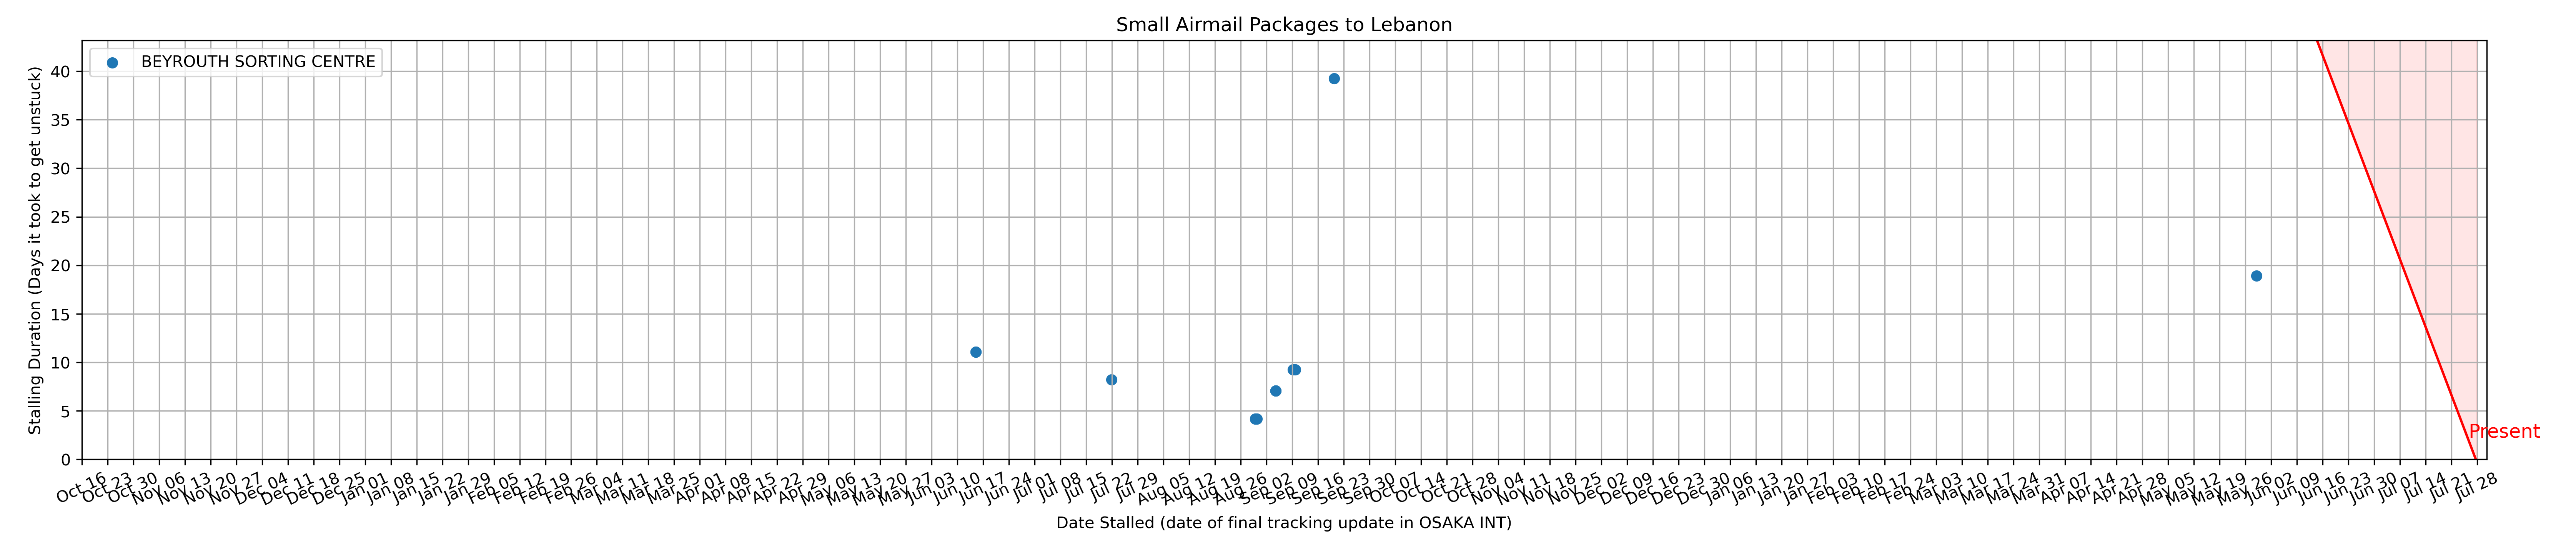 Small Airmail Packages to Lebanon
BEYROUTH SORTING CENTRE
Stalling Duration (Days it took to get unstuck)
40
35
30
25
20
15
10
5
0
Present
Oct 16 Oct 23 Oct 30 Nov 06 Nov 13 Nov 20 Nov 27 Dec 04 Dec 11 Dec 18 Dec 25 Jan 01 Jan 08 Jan 15 Jan 22 Jan 29 Feb 05 Feb 12 Feb 19 Feb 26 Mar 04 Mar 11 Mar 18 Mar 25 Apr 01 Apr 08 Apr 15 Apr 22 Apr 29 May 06 May 13 May 20 May 27 Jun 03 Jun 10 Jun 17 Jun 24 Jul 01 Jul 08 Jul 15 Jul 22 Jul 29 Aug 05 Aug 12 Aug 19 Aug 26 Sep 02 Sep 09 Sep 16 Sep 23 Sep 30 Oct 07 Oct 14 Oct 21 Oct 28 Nov 04 Nov 11 Nov 18 Nov 25 Dec 02 Dec 09 Dec 16 Dec 23 Dec 30 Jan 06 Jan 13 Jan 20 Jan 27 Feb 03 Feb 10 Feb 17 Feb 24 Mar 03 Mar 10 Mar 17 Mar 24 Mar 31 Apr 07 Apr 14 Apr 21 Apr 28 May 05 May 12 May 19 May 26 Jun 02 Jun 09 Jun 16 Jun 23 Jun 30 Jul 07 Jul 14 Jul 21 Jul 28
Date Stalled (date of final tracking update in OSAKA INT)